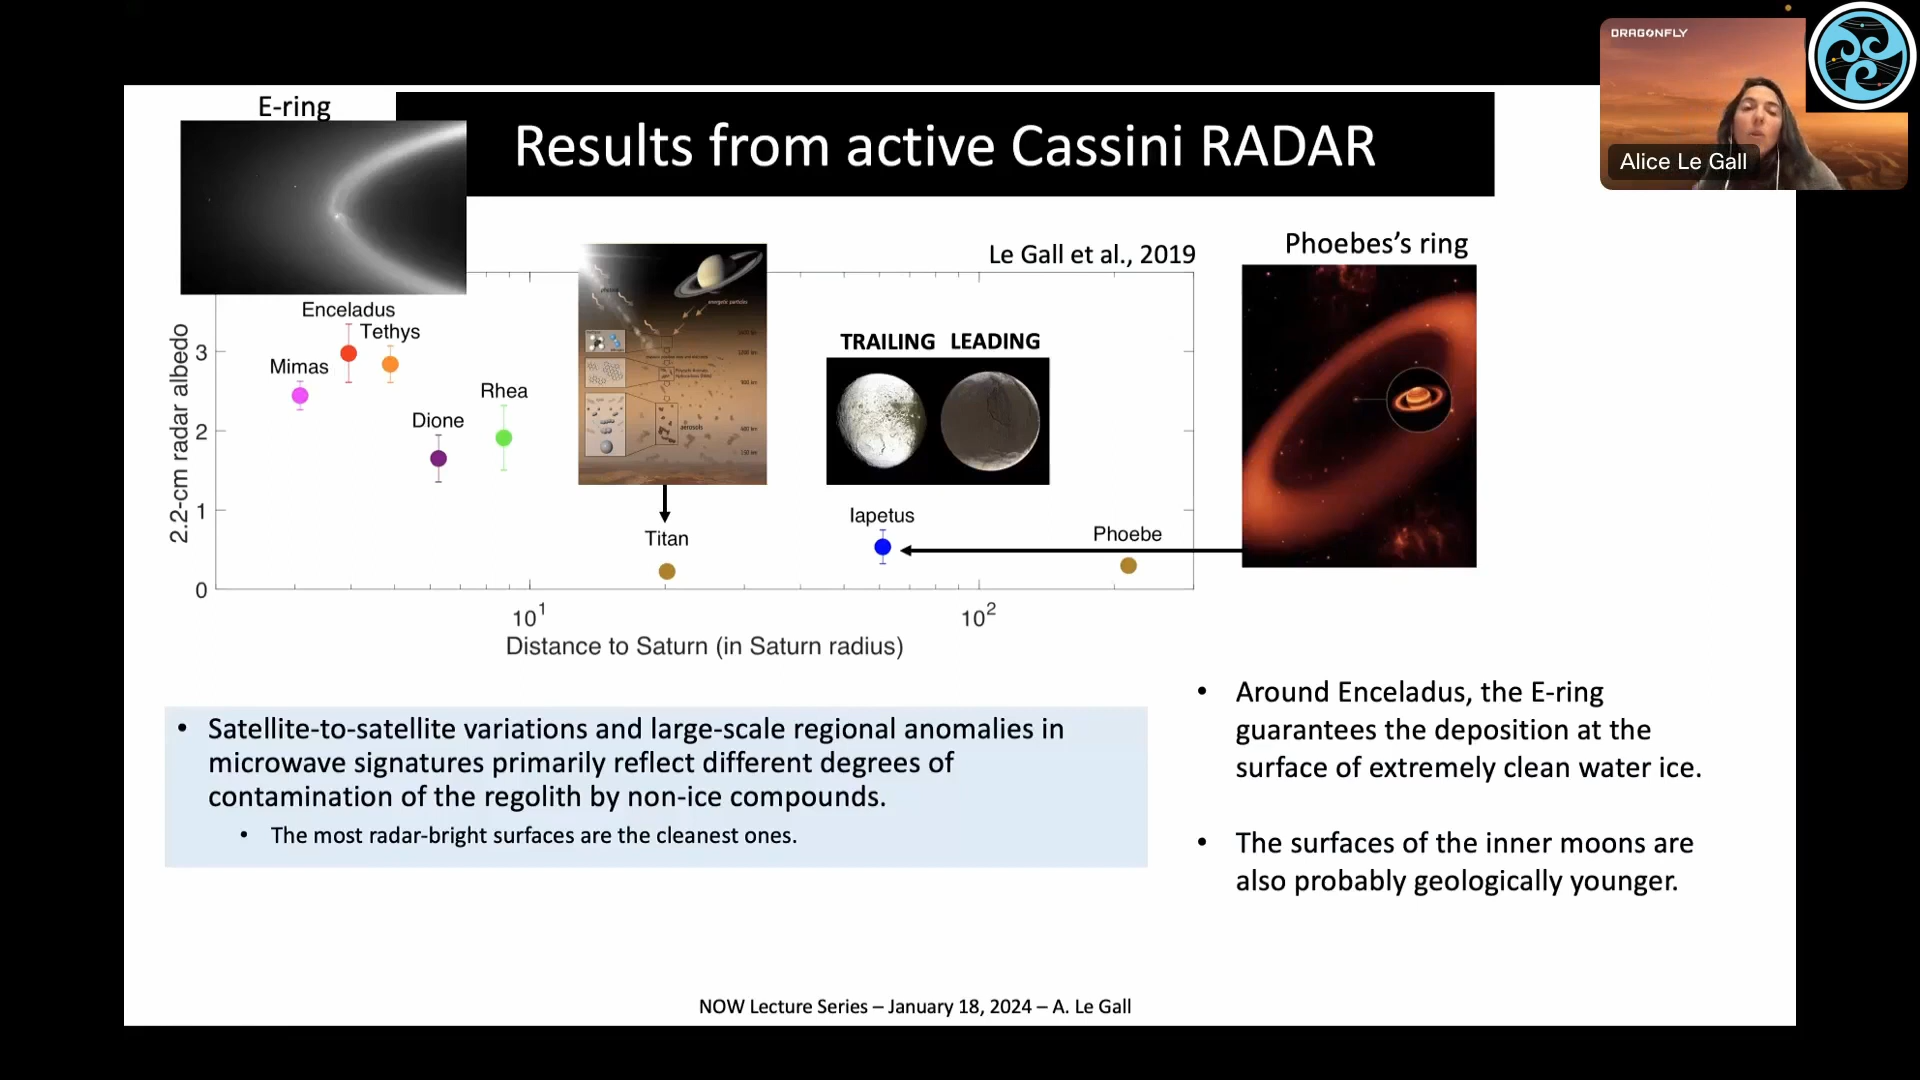 DRAGONFLY
Alice Le Gall
E-ring
Results from active Cassini RADAR
Le Gall et al., 2019
Phoebes’s ring
Enceladus
Tethys
Mimas
Rhea
Dione
energetic particles
aerosols
TRAILING LEADING
Titan
Iapetus
Phoebe
2.2-cm radar albedo
3
2
1
0
10¹
10²
Distance to Saturn (in Saturn radius)
• Satellite-to-satellite variations and large-scale regional anomalies in
microwave signatures primarily reflect different degrees of
contamination of the regolith by non-ice compounds.
• The most radar-bright surfaces are the cleanest ones.
• Around Enceladus, the E-ring
guarantees the deposition at the
surface of extremely clean water ice.
• The surfaces of the inner moons are
also probably geologically younger.
NOW Lecture Series – January 18, 2024 – A. Le Gall